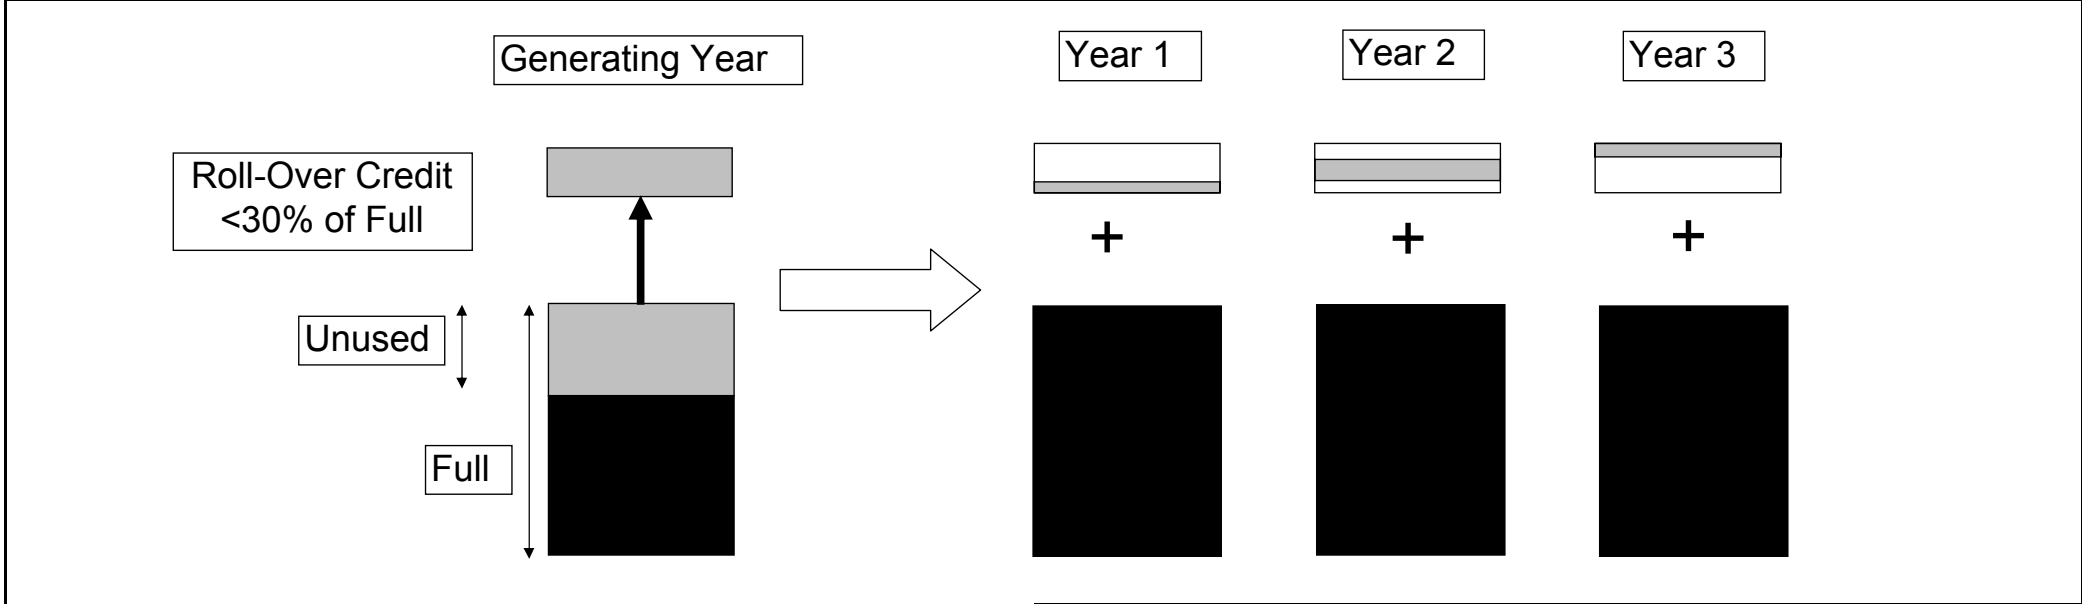 Generating Year
Year 1
Year 2
Year 3
Roll-Over Credit
<30% of Full
+
+
+
Unused
Full